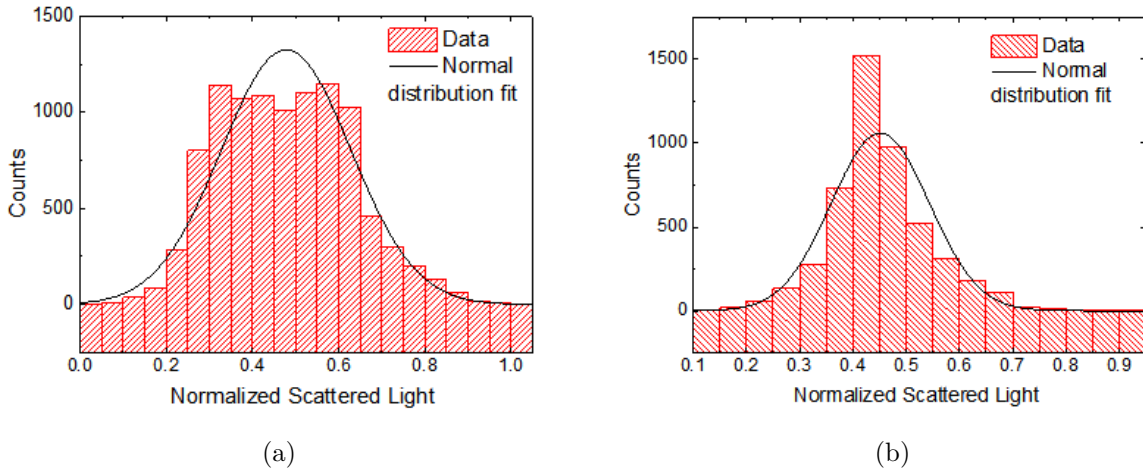 1500
1000
500
0
Counts
Data
Normal
distribution fit
0.0 0.2 0.4 0.6 0.8 1.0
Normalized Scattered Light
(a)
1500
1000
500
0
Counts
Data
Normal
distribution fit
0.1 0.2 0.3 0.4 0.5 0.6 0.7 0.8 0.9
Normalized Scattered Light
(b)